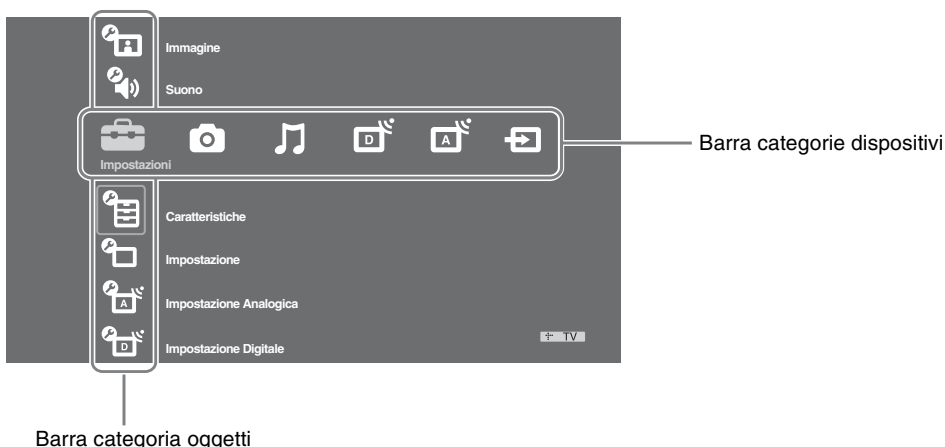 Immagine
Suono
Impostazioni
D
A
Barra categorie dispositivi
Caratteristiche
Impostazione
A
Impostazione Analogica
D
Impostazione Digitale
TV
Barra categoria oggetti